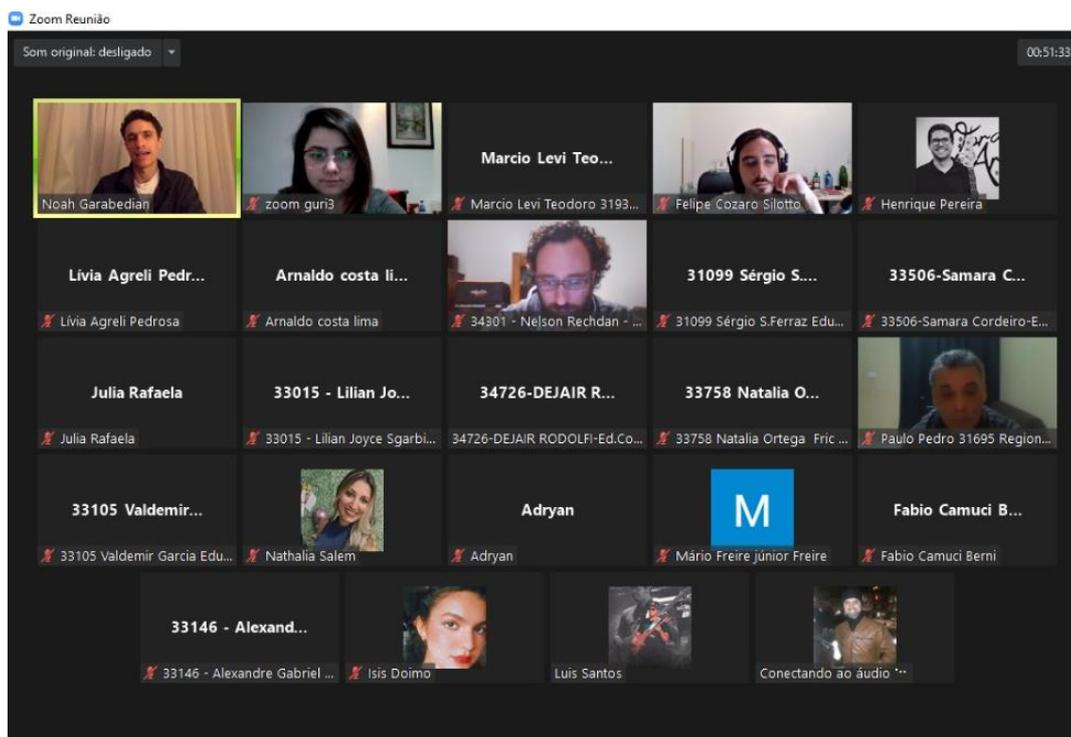 Zoom Reunião
Som original: desligado
00:51:33
Noah Garabedian
zoom guri3
Marcio Levi Teo...
Marcio Levi Teodoro 3193...
Felipe Cozaro Silotto
Henrique Pereira
Lívia Agreli Pedr...
Lívia Agreli Pedrosa
Arnaldo costa li...
Arnaldo costa lima
34301 - Nelson Rechdan - ...
31099 Sérgio S....
31099 Sérgio S.Ferraz Edu...
33506-Samara C...
33506-Samara Cordeiro-E...
Julia Rafaela
Julia Rafaela
33015 - Lilian Jo...
33015 - Lilian Joyce Sgarbi...
34726-DEJAIR R...
34726-DEJAIR RODOLFI-Ed.Co...
33758 Natalia O...
33758 Natalia Ortega Fric ...
Paulo Pedro 31695 Region...
33105 Valdemir...
33105 Valdemir Garcia Edu...
Nathalia Salem
Adryan
Adryan
M
Mário Freire júnior Freire
Fabio Camuci B...
Fabio Camuci Berni
33146 - Alexand...
33146 - Alexandre Gabriel ...
Isis Doimo
Luis Santos
Conectando ao áudio ...